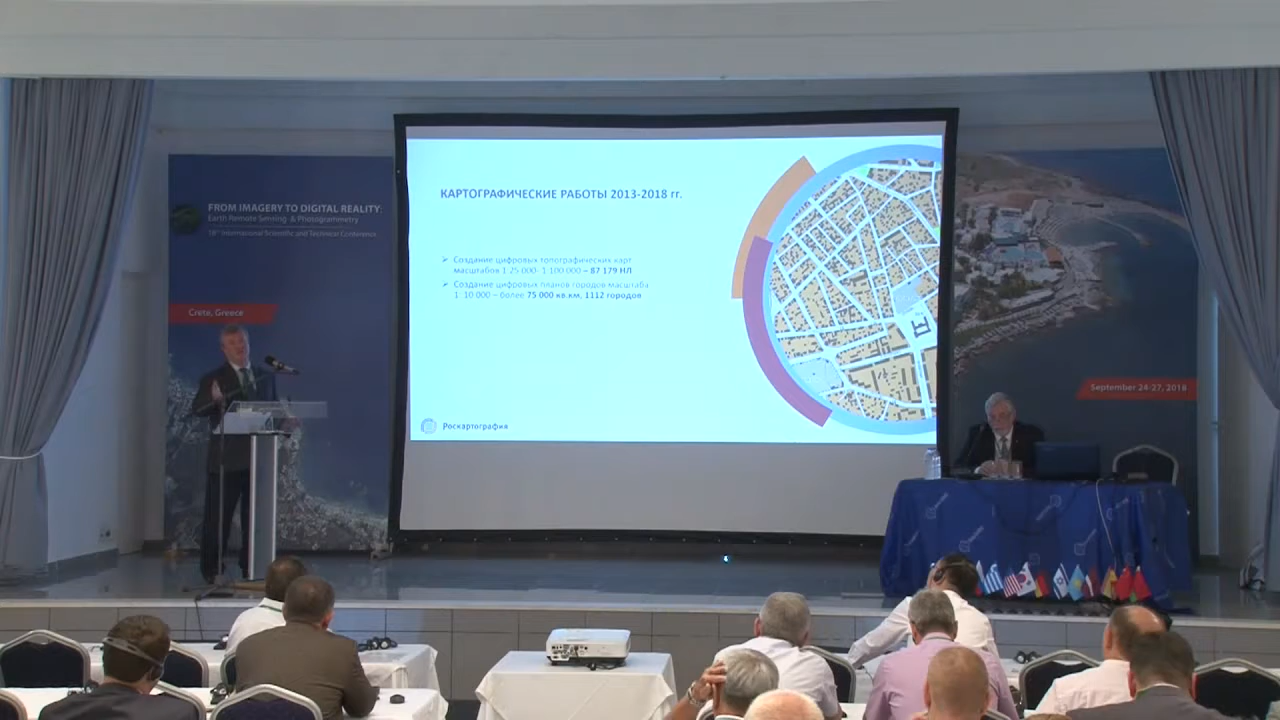 FROM IMAGERY TO DIGITAL REALITY:
Earth Remote Sensing & Photogrammetry
18th International Scientific and Technical Conference
Crete, Greece
КАРТОГРАФИЧЕСКИЕ РАБОТЫ 2013-2018 гг.
Создание цифровых топографических карт
масштабов 1:25 000- 1:100 000 – 87 179 НЛ
Создание цифровых планов городов масштаба
1: 10 000 – более 75 000 кв.км, 1112 городов
Роскартография
September 24-27, 2018